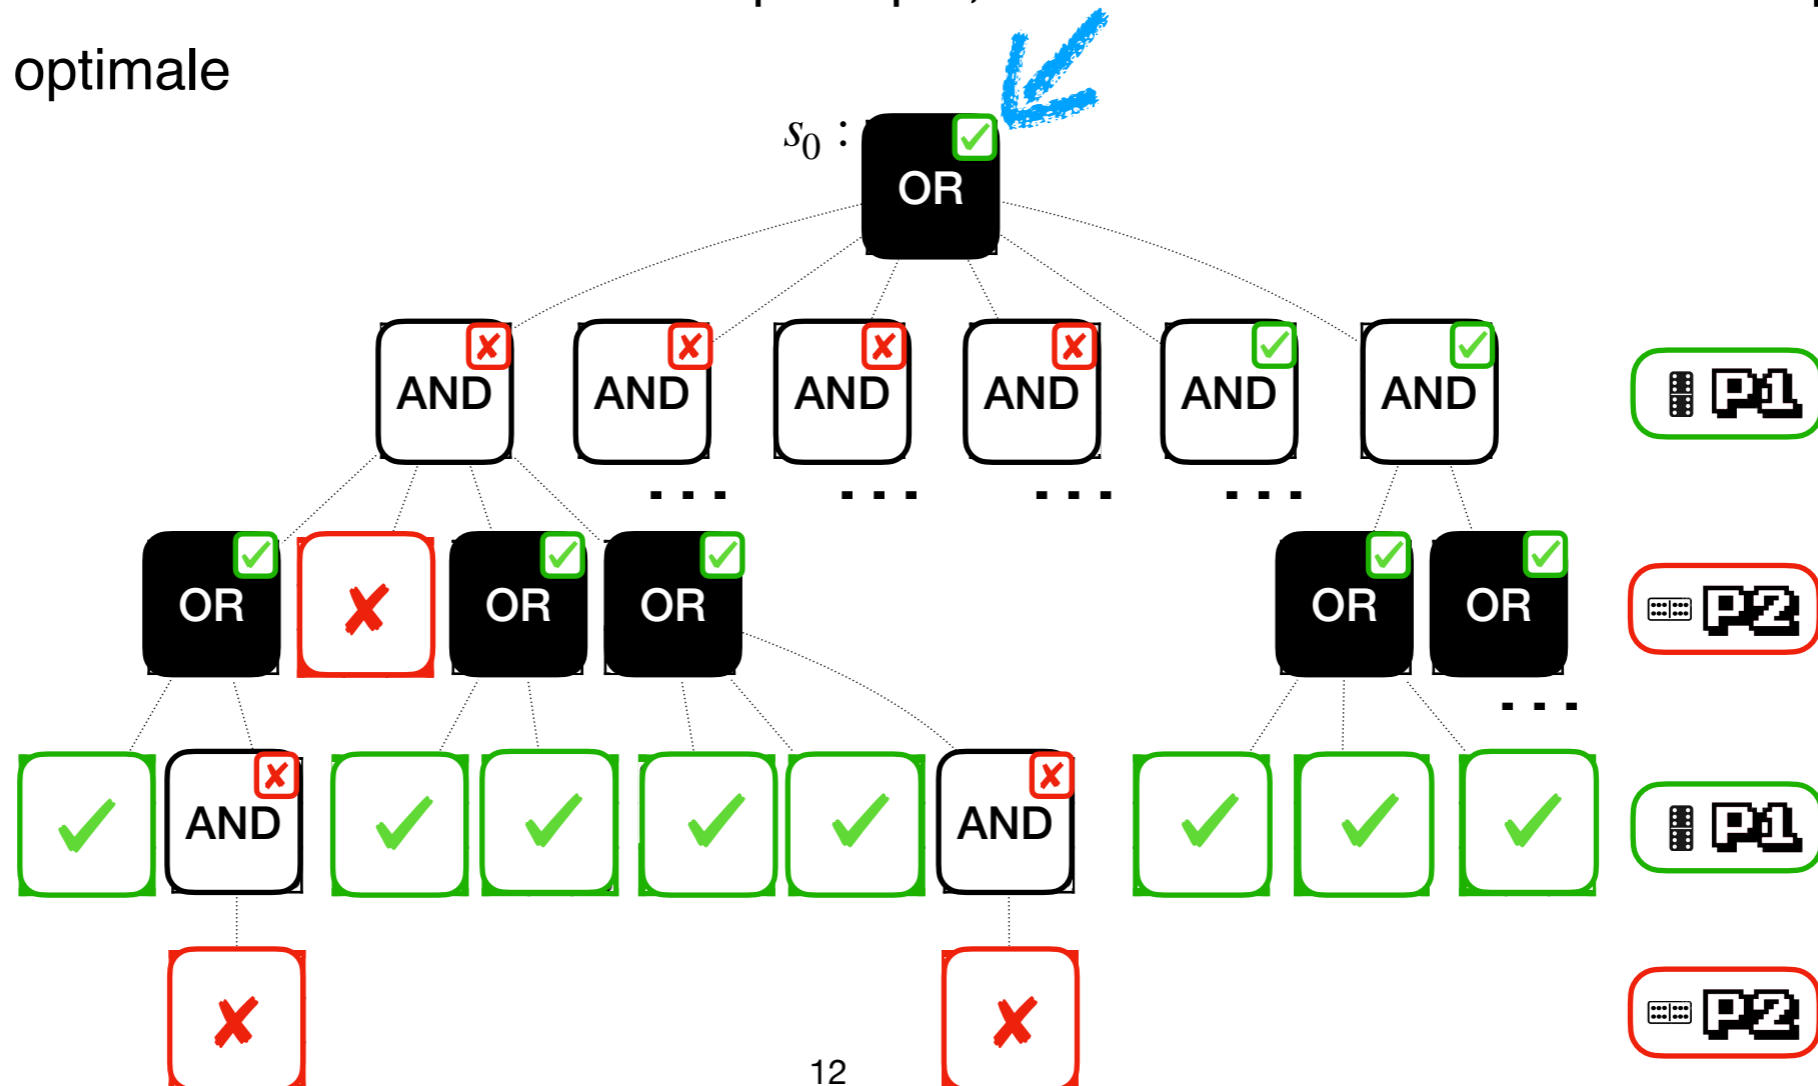 optimale
s₀ :
OR
AND AND AND AND AND AND
P1
... ... ... ...
OR OR OR OR OR
P2
...
AND AND
P1
P2
12